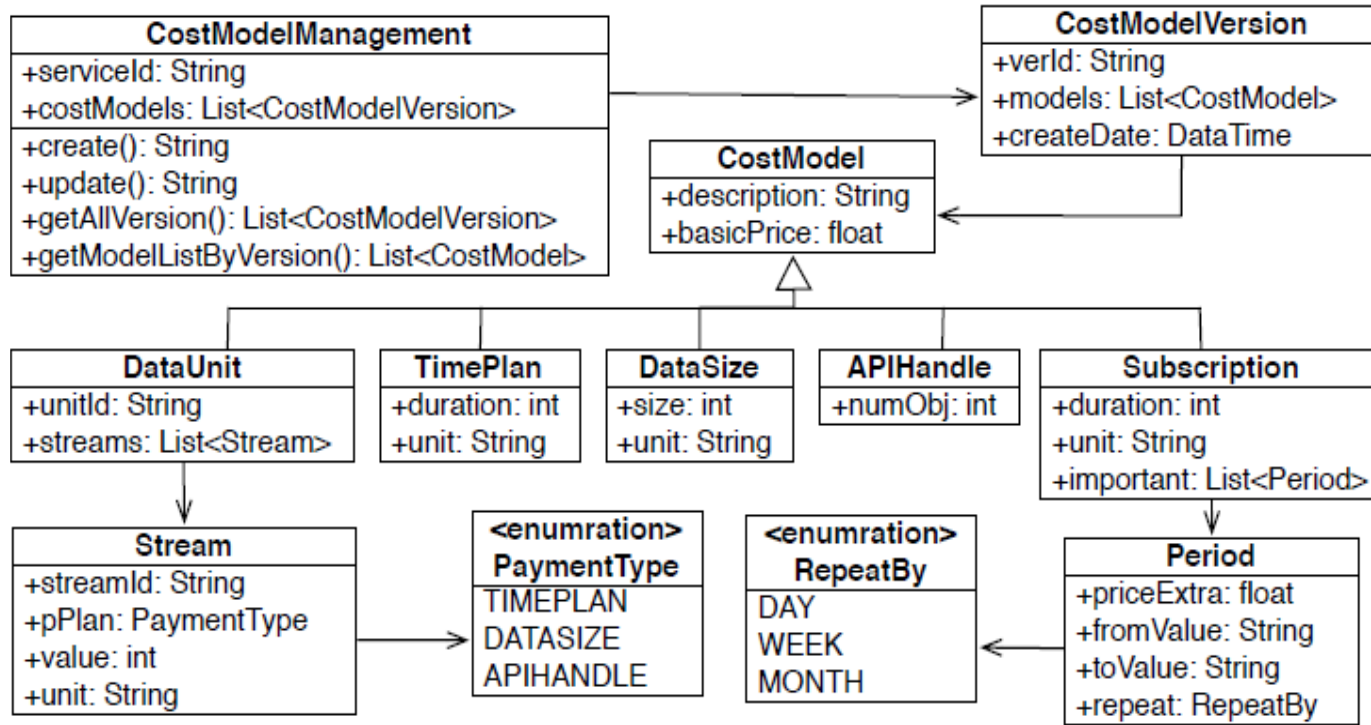 CostModelManagement
+serviceId: String
+costModels: List<CostModelVersion>
+create(): String
+update(): String
+getAllVersion(): List<CostModelVersion>
+getModelListByVersion(): List<CostModel>
CostModelVersion
+verId: String
+models: List<CostModel>
+createDate: DataTime
CostModel
+description: String
+basicPrice: float
DataUnit
+unitId: String
+streams: List<Stream>
TimePlan
+duration: int
+unit: String
DataSize
+size: int
+unit: String
APIHandle
+numObj: int
Subscription
+duration: int
+unit: String
+important: List<Period>
Stream
+streamId: String
+pPlan: PaymentType
+value: int
+unit: String
<enumration>
PaymentType
TIMEPLAN
DATASIZE
APIHANDLE
<enumration>
RepeatBy
DAY
WEEK
MONTH
Period
+priceExtra: float
+fromValue: String
+toValue: String
+repeat: RepeatBy